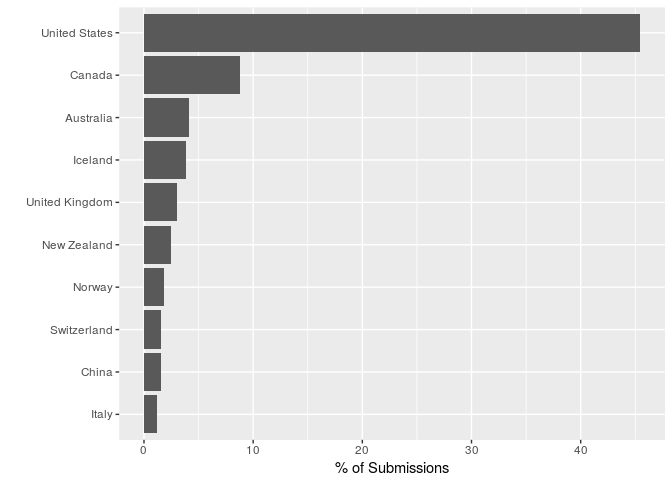 United States
Canada
Australia
Iceland
United Kingdom
New Zealand
Norway
Switzerland
China
Italy
0 10 20 30 40
% of Submissions